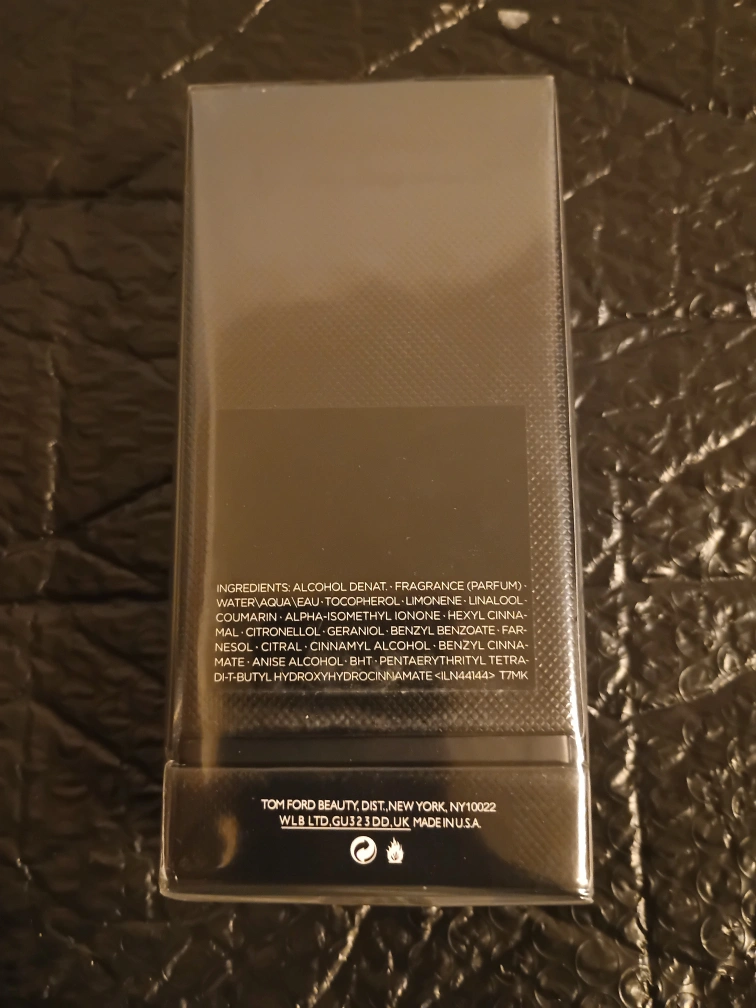 INGREDIENTS: ALCOHOL DENAT. · FRAGRANCE (PARFUM) ·
WATER\AQUA\EAU · TOCOPHEROL · LIMONENE · LINALOOL ·
COUMARIN · ALPHA-ISOMETHYL IONONE · HEXYL CINNA-
MAL · CITRONELLOL · GERANIOL · BENZYL BENZOATE · FAR-
NESOL · CITRAL · CINNAMYL ALCOHOL · BENZYL CINNA-
MATE · ANISE ALCOHOL · BHT · PENTAERYTHRITYL TETRA-
DI-T-BUTYL HYDROXYHYDROCINNAMATE <ILN44144> T7MK
TOM FORD BEAUTY, DIST., NEW YORK, NY10022
WLB LTD, GU32 3DD, UK MADE IN U.S.A.